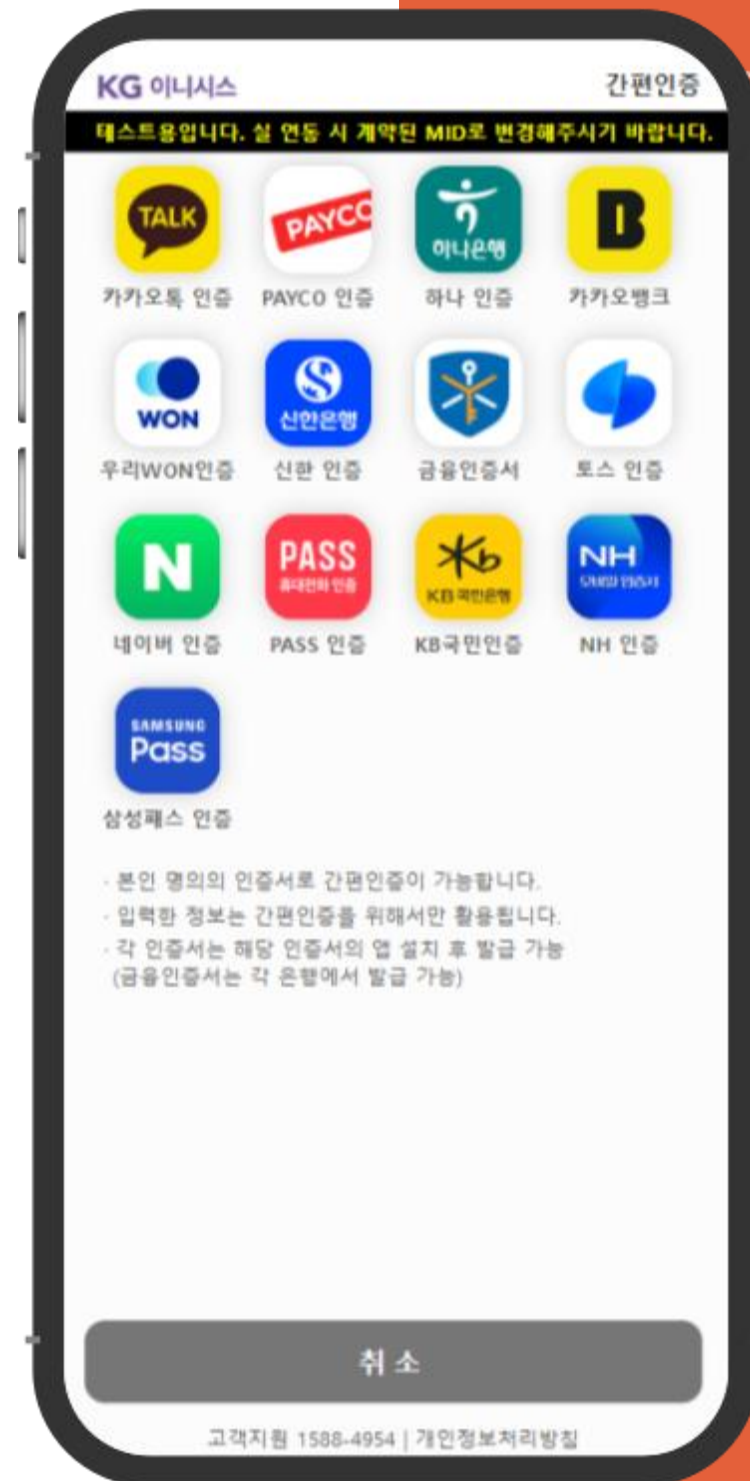 KG 이니시스 간편인증
테스트용입니다. 실 연동 시 계약된 MID로 변경해주시기 바랍니다.
TALK PAYCO 하나은행 B
카카오톡 인증 PAYCO 인증 하나 인증 카카오뱅크
WON 신한은행
우리WON인증 신한 인증 금융인증서 토스 인증
N PASS 휴대전화 인증 KB 국민은행 NH
네이버 인증 PASS 인증 KB국민인증 NH 인증
SAMSUNG
Pass
삼성패스 인증
· 본인 명의의 인증서로 간편인증이 가능합니다.
· 입력한 정보는 간편인증을 위해서만 활용됩니다.
· 각 인증서는 해당 인증서의 앱 설치 후 발급 가능
(금융인증서는 각 은행에서 발급 가능)
취 소
고객지원 1588-4954 | 개인정보처리방침